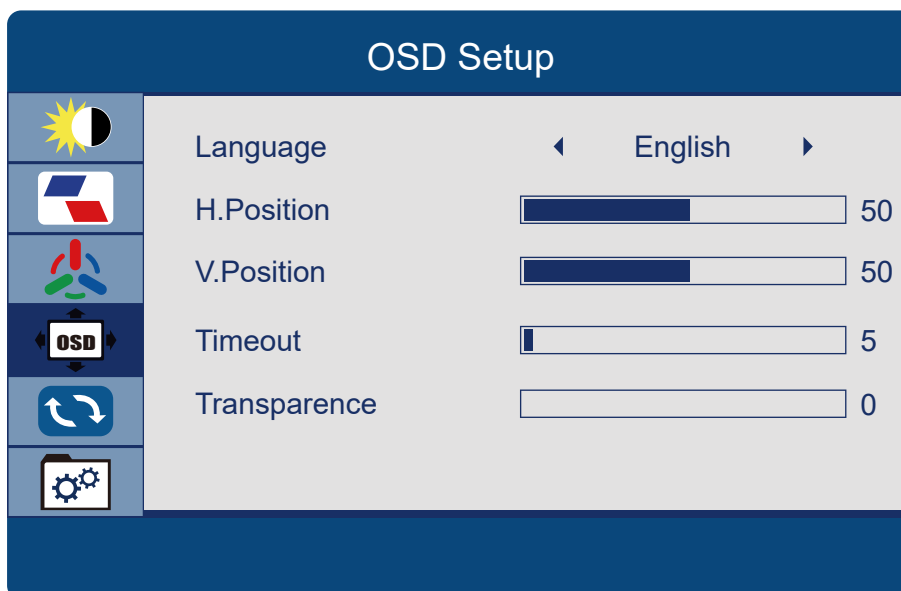 OSD Setup
Language English
H.Position 50
V.Position 50
OSD
Timeout 5
Transparence 0